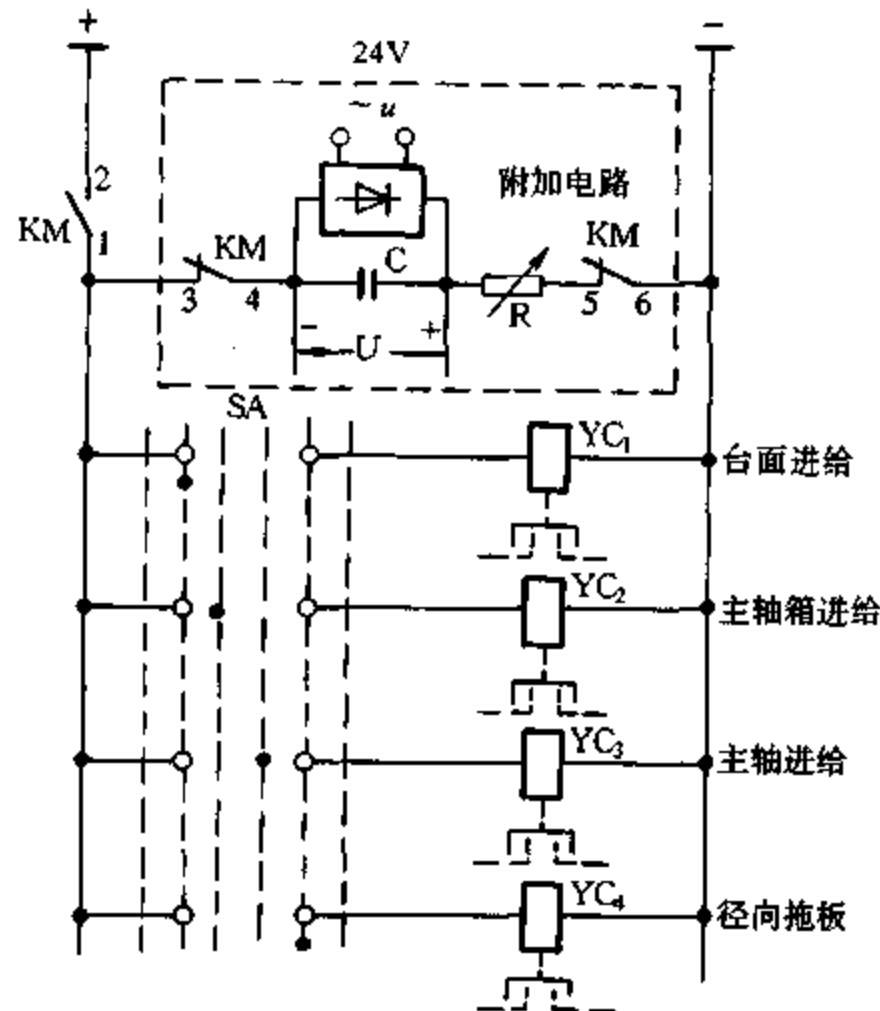 + −
24V
~u
附加电路
2
KM
1
KM
3 4
C
− +
U
R
KM
5 6
SA
YC₁ 台面进给
YC₂ 主轴箱进给
YC₃ 主轴进给
YC₄ 径向拖板